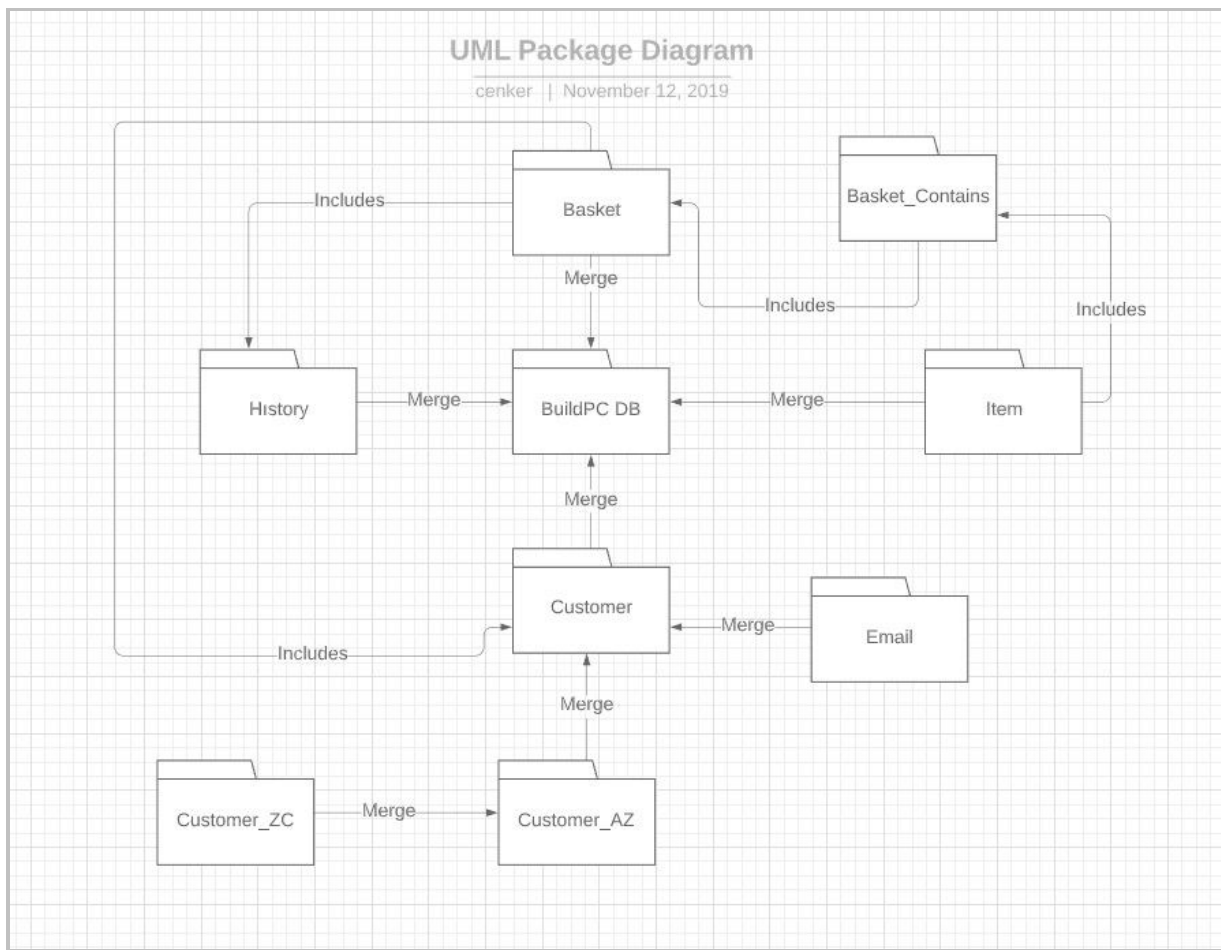 UML Package Diagram
cenker | November 12, 2019
Basket_Contains
Includes
Basket
Merge
Includes
Includes
Hıstory
Merge
BuildPC DB
Merge
Item
Merge
Customer
Merge
Email
Includes
Merge
Customer_ZC
Merge
Customer_AZ